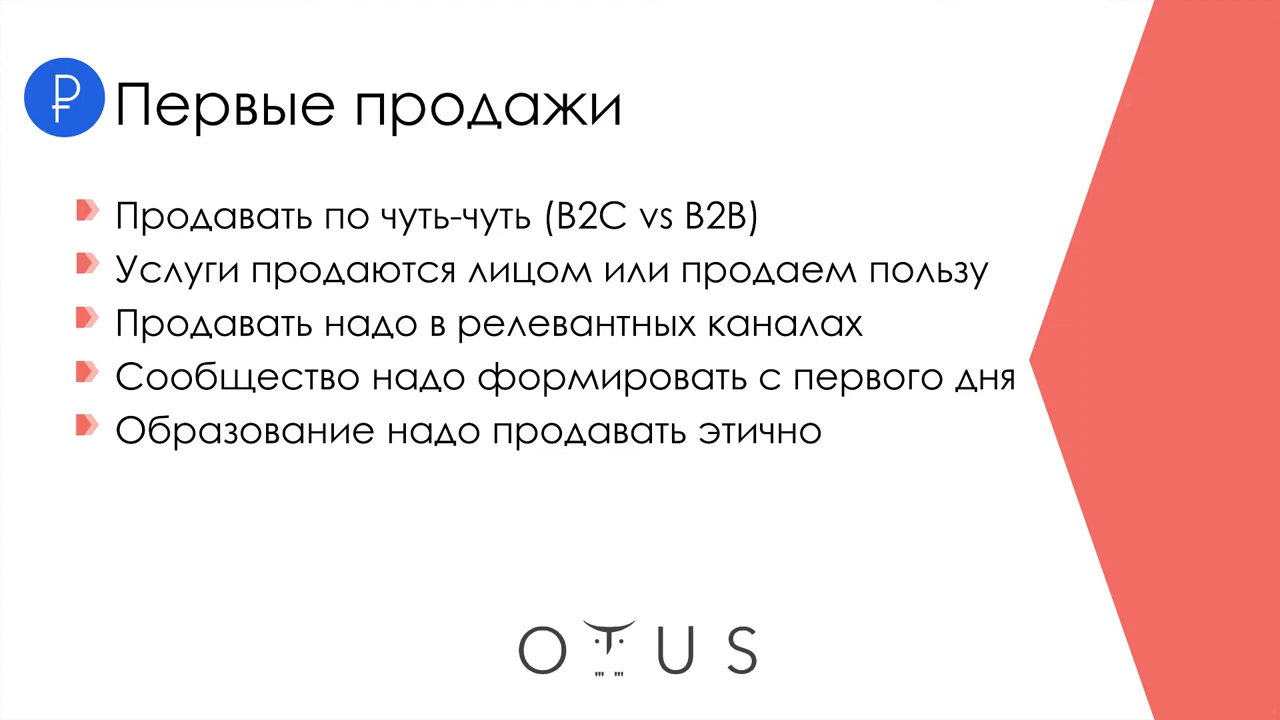 ₽ Первые продажи
Продавать по чуть-чуть (B2C vs B2B)
Услуги продаются лицом или продаем пользу
Продавать надо в релевантных каналах
Сообщество надо формировать с первого дня
Образование надо продавать этично
OTUS